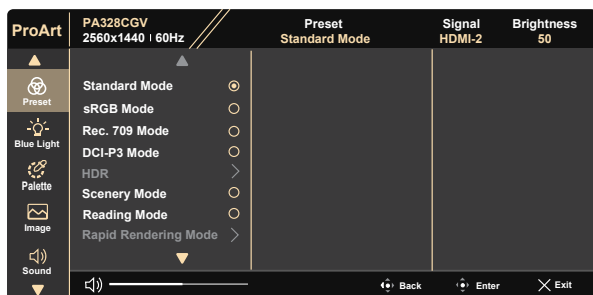 ProArt
PA328CGV
2560x1440 | 60Hz
Preset
Standard Mode
Signal
HDMI-2
Brightness
50
Preset
Blue Light
Palette
Image
Sound
Standard Mode
sRGB Mode
Rec. 709 Mode
DCI-P3 Mode
HDR
Scenery Mode
Reading Mode
Rapid Rendering Mode
Back
Enter
Exit